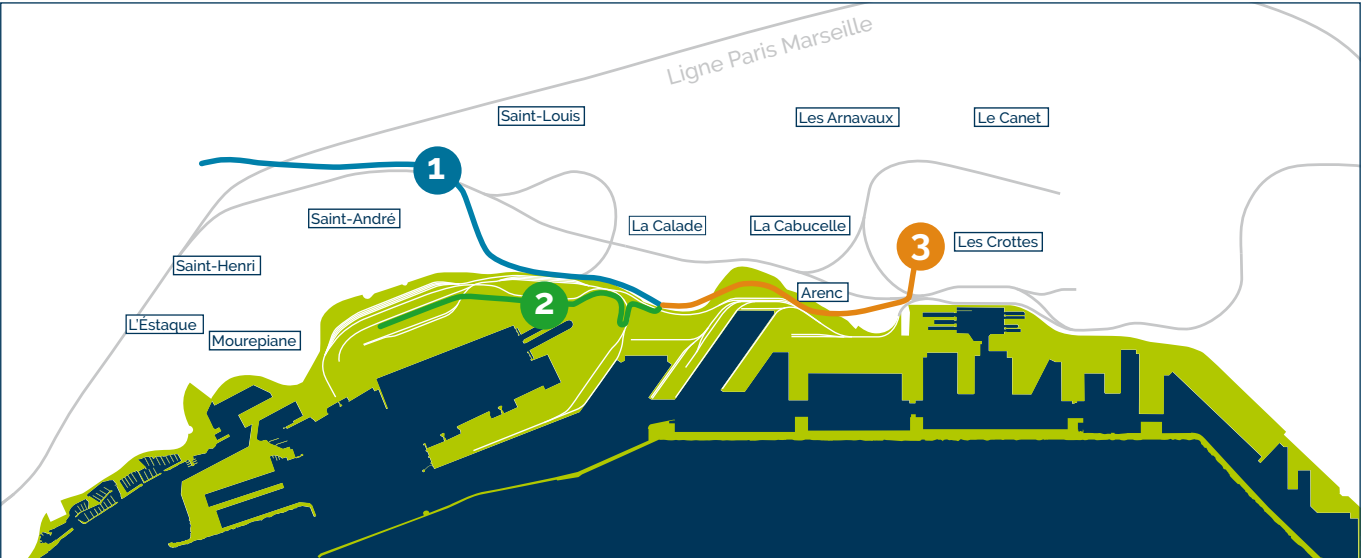 Ligne Paris Marseille
Saint-Louis
Les Arnavaux
Le Canet
1
Saint-André
La Calade
La Cabucelle
3
Les Crottes
Saint-Henri
Arenc
2
L'Éstaque
Mourepiane